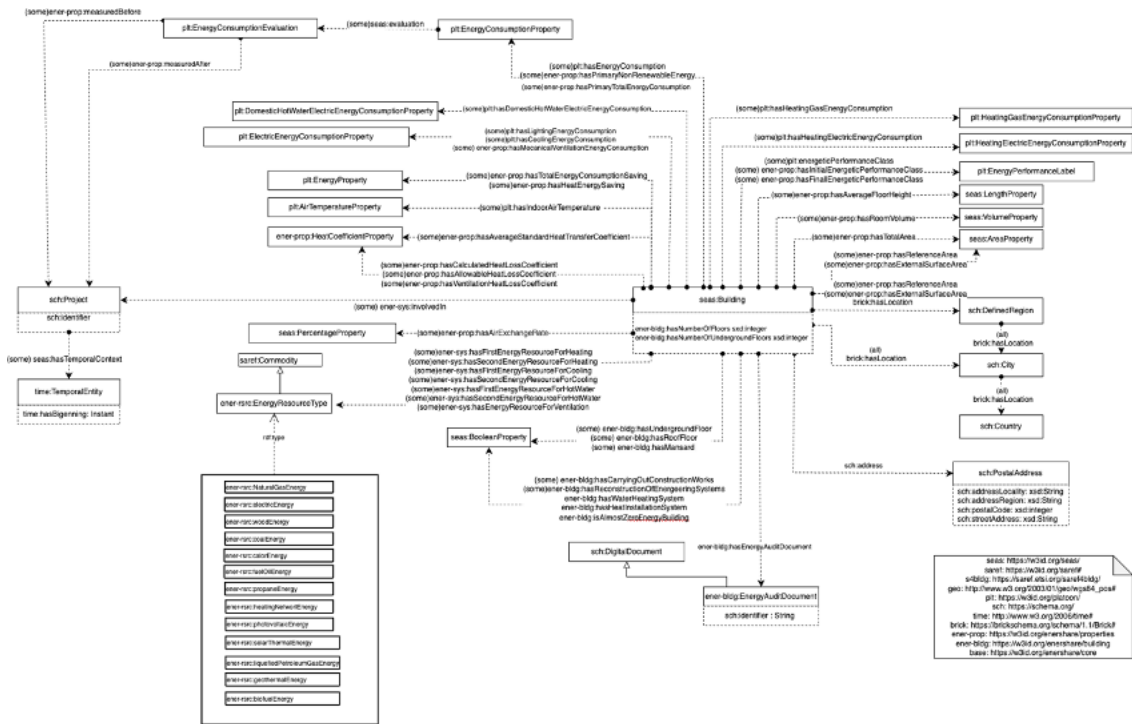 (some)ener-prop:measuredBefore
plt:EnergyConsumptionEvaluation
(some)seas:evaluation
plt:EnergyConsumptionProperty
(some)ener-prop:measuredAfter
(some)plt:hasEnergyConsumption
(some)ener-prop:hasPrimaryNonRenewableEnergy
(some)ener-prop:hasPrimaryTotalEnergyConsumption
plt:DomesticHotWaterElectricEnergyConsumptionProperty
(some)plt:hasDomesticHotWaterElectricEnergyConsumption
(some)plt:hasHeatingGasEnergyConsumption
plt:HeatingGasEnergyConsumptionProperty
plt:ElectricEnergyConsumptionProperty
(some)plt:hasLightingEnergyConsumption
(some)plt:hasCoolingEnergyConsumption
(some) ener-prop:hasMecanicalVentilationEnergyConsumption
(some)plt:hasHeatingElectricEnergyConsumption
plt:HeatingElectricEnergyConsumptionProperty
(some)plt:energeticPerformanceClass
(some) ener-prop:hasInitialEnergeticPerformanceClass
(some) ener-prop:hasFinalEnergeticPerformanceClass
plt:EnergyPerformanceLabel
plt:EnergyProperty
(some)ener-prop:hasTotalEnergyConsumptionSaving
(some)ener-prop:hasHeatEnergySaving
(some)ener-prop:hasAverageFloorHeight
seas:LengthProperty
plt:AirTemperatureProperty
(some)plt:hasIndoorAirTemperature
(some)ener-prop:hasRoomVolume
seas:VolumeProperty
ener-prop:HeatCoefficientProperty
(some)ener-prop:hasAverageStandardHeatTransferCoefficient
(some)ener-prop:hasTotalArea
seas:AreaProperty
(some)ener-prop:hasReferenceArea
(some)ener-prop:hasExternalSurfaceArea
(some)ener-prop:hasCalculatedHeatLossCoefficient
(some)ener-prop:hasAllowableHeatLossCoefficient
(some)ener-prop:hasVentilationHeatLossCoefficient
(some)ener-prop:hasReferenceArea
(some)ener-prop:hasExternalSurfaceArea
brick:hasLocation
sch:Project
sch:identifier
(some) ener-sys:involvedIn
seas:Building
ener-bldg:hasNumberOfFloors xsd:integer
ener-bldg:hasNumberOfUndergroundFloors xsd:integer
sch:DefinedRegion
seas:PercentageProperty
(some)ener-prop:hasAirExchangeRate
(all)
brick:hasLocation
(all)
brick:hasLocation
sch:City
(some) seas:hasTemporalContext
saref:Commodity
(some)ener-sys:hasFirstEnergyResourceForHeating
(some)ener-sys:hasSecondEnergyResourceForHeating
(some)ener-sys:hasFirstEnergyResourceForCooling
(some)ener-sys:hasSecondEnergyResourceForCooling
(some)ener-sys:hasFirstEnergyResourceForHotWater
(some)ener-sys:hasSecondEnergyResourceForHotWater
(some)ener-sys:hasEnergyResourceForVentilation
time:TemporalEntity
time:hasBigenning: Instant
ener-rsrc:EnergyResourceType
(all)
brick:hasLocation
sch:Country
rdf:type
seas:BooleanProperty
(some) ener-bldg:hasUndergroundFloor
(some) ener-bldg:hasRoofFloor
(some) ener-bldg:hasMansard
sch:address
sch:PostalAddress
sch:addressLocality: xsd:String
sch:addressRegion: xsd:String
sch:postalCode: xsd:integer
sch:streetAddress: xsd:String
(some) ener-bldg:hasCarryingOutConstructionWorks
(some)ener-bldg:hasReconstructionOfEnergeeringSystems
ener-bldg:hasWaterHeatingSystem
ener-bldg:hasHeatInstallationSystem
ener-bldg:isAlmostZeroEnergyBuilding
ener-rsrc:NaturalGasEnergy
ener-rsrc:electricEnergy
ener-rsrc:woodEnergy
ener-rsrc:coalEnergy
ener-rsrc:calorEnergy
ener-rsrc:fuelOilEnergy
ener-rsrc:propanelEnergy
ener-rsrc:heatingNetworkEnergy
ener-rsrc:photovolaicEnergy
ener-rsrc:solarThermalEnergy
ener-rsrc:liquefiedPetroleumGasEnergy
ener-rsrc:geothermalEnergy
ener-rsrc:biofuelEnergy
sch:DigitalDocument
ener-bldg:hasEnergyAuditDocument
ener-bldg:EnergyAuditDocument
sch:identifier : String
seas: https://w3id.org/seas/
saref: https://w3id.org/saref#
s4bldg: https://saref.etsi.org/saref4bldg/
geo: http://www.w3.org/2003/01/geo/wgs84_pos#
plt: https://w3id.org/platoon/
sch: https://schema.org/
time: http://www.w3.org/2006/time#
brick: https://brickschema.org/schema/1.1/Brick#
ener-prop: https://w3id.org/enershare/properties
ener-bldg: https://w3id.org/enershare/building
base: https://w3id.org/enershare/core